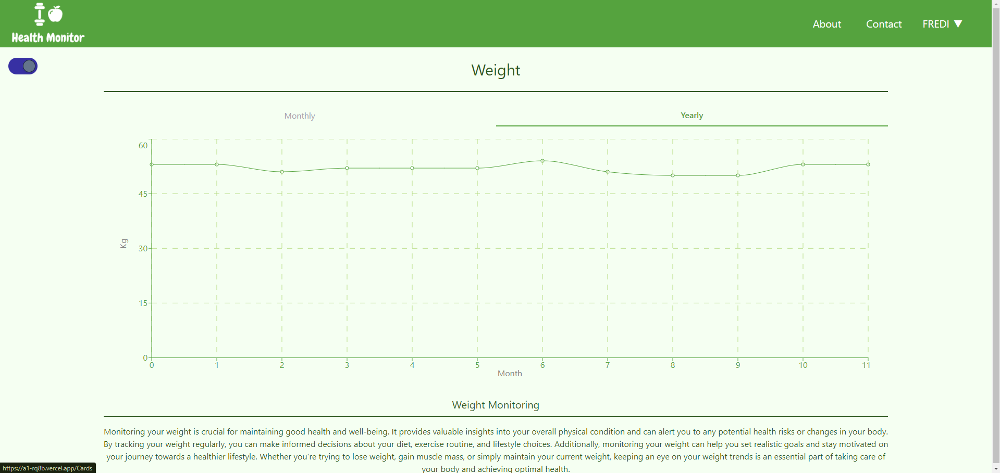 Health Monitor
About
Contact
FREDI ▼
Weight
Monthly
Yearly
60
45
30
15
0
Kg
0 1 2 3 4 5 6 7 8 9 10 11
Month
Weight Monitoring
Monitoring your weight is crucial for maintaining good health and well-being. It provides valuable insights into your overall physical condition and can alert you to any potential health risks or changes in your body.
By tracking your weight regularly, you can make informed decisions about your diet, exercise routine, and lifestyle choices. Additionally, monitoring your weight can help you set realistic goals and stay motivated on
your journey towards a healthier lifestyle. Whether you're trying to lose weight, gain muscle mass, or simply maintain your current weight, keeping an eye on your weight trends is an essential part of taking care of
your body and achieving optimal health.
https://a1-rq8b.vercel.app/Cards